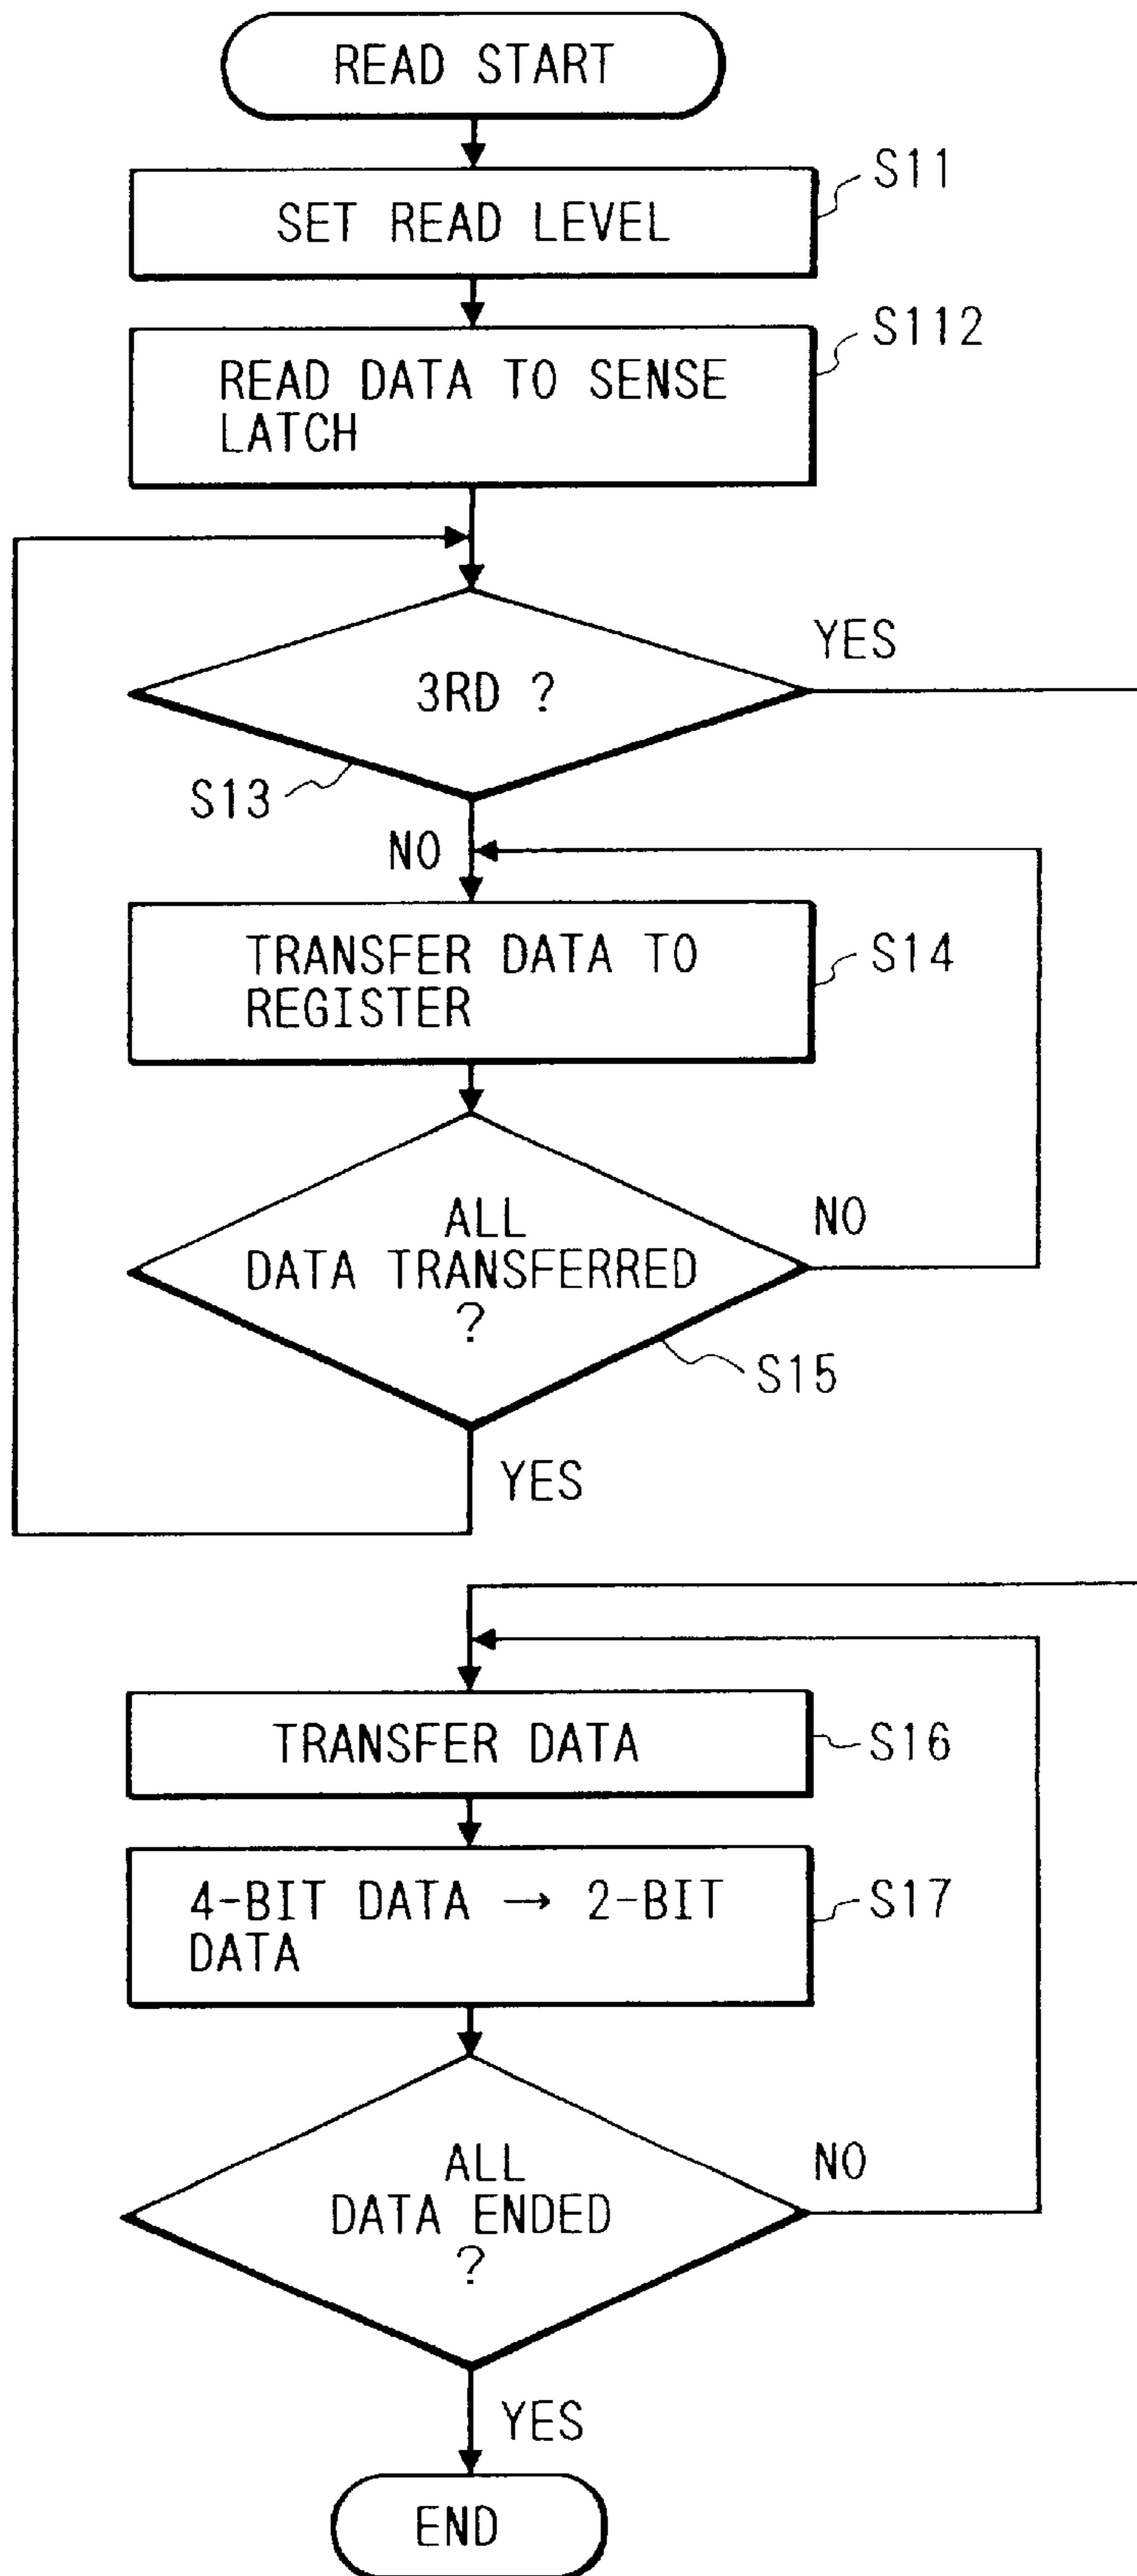 READ START
S11
SET READ LEVEL
S112
READ DATA TO SENSE
LATCH
YES
3RD ?
S13
NO
TRANSFER DATA TO
REGISTER
S14
ALL
DATA TRANSFERRED
?
NO
S15
YES
TRANSFER DATA
S16
4-BIT DATA → 2-BIT
DATA
S17
ALL
DATA ENDED
?
NO
YES
END